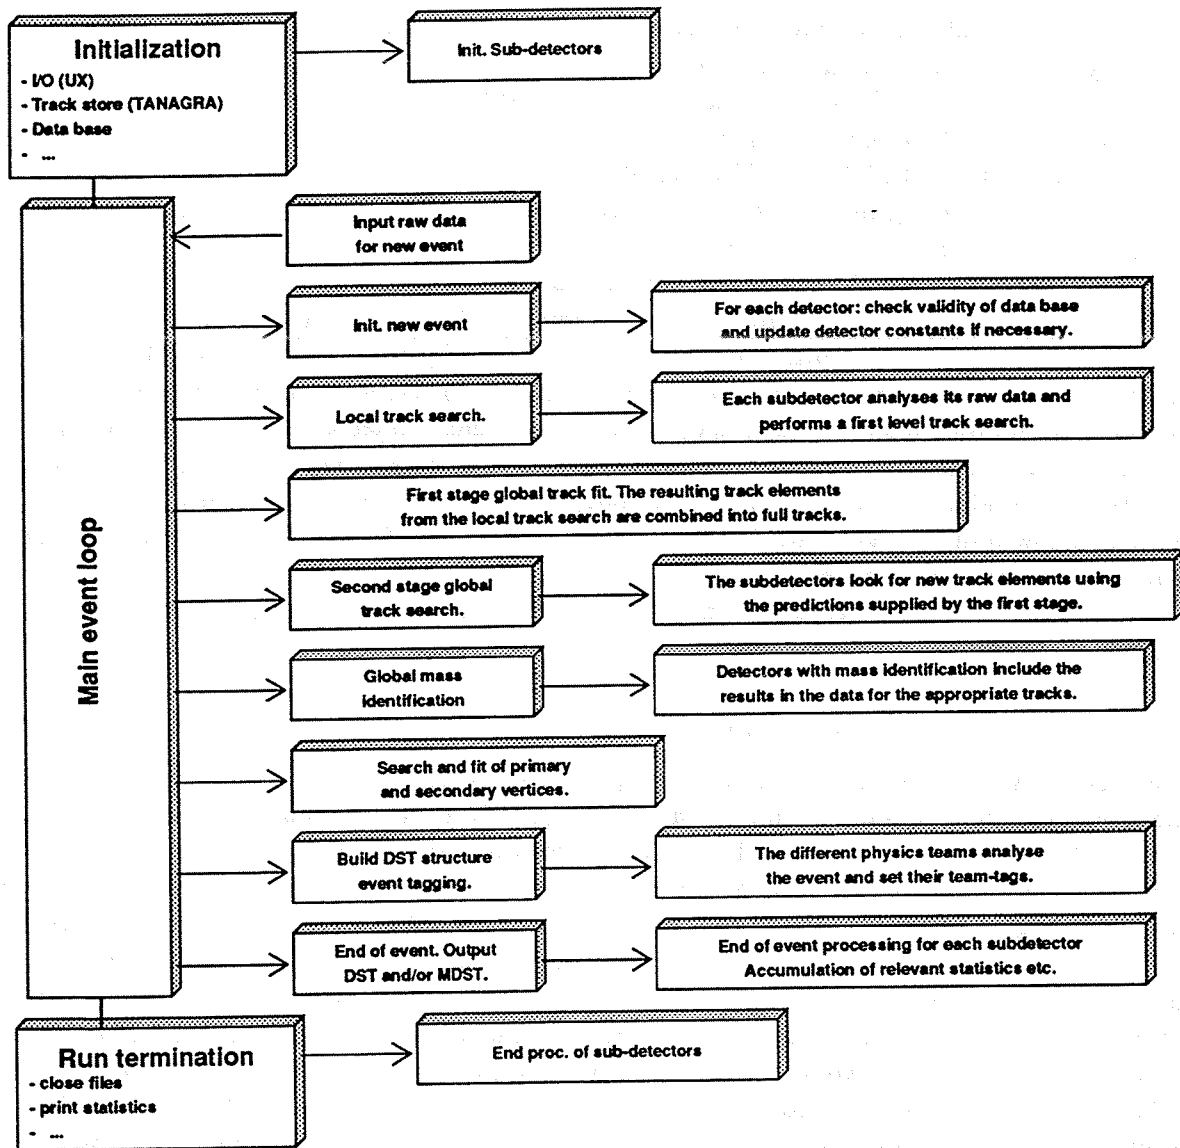 Initialization
- I/O (UX)
- Track store (TANAGRA)
- Data base
- ...
Init. Sub-detectors
Main event loop
Input raw data
for new event
Init. new event
For each detector: check validity of data base
and update detector constants if necessary.
Local track search.
Each subdetector analyses its raw data and
performs a first level track search.
First stage global track fit. The resulting track elements
from the local track search are combined into full tracks.
Second stage global
track search.
The subdetectors look for new track elements using
the predictions supplied by the first stage.
Global mass
identification
Detectors with mass identification include the
results in the data for the appropriate tracks.
Search and fit of primary
and secondary vertices.
Build DST structure
event tagging.
The different physics teams analyse
the event and set their team-tags.
End of event. Output
DST and/or MDST.
End of event processing for each subdetector
Accumulation of relevant statistics etc.
Run termination
- close files
- print statistics
- ...
End proc. of sub-detectors